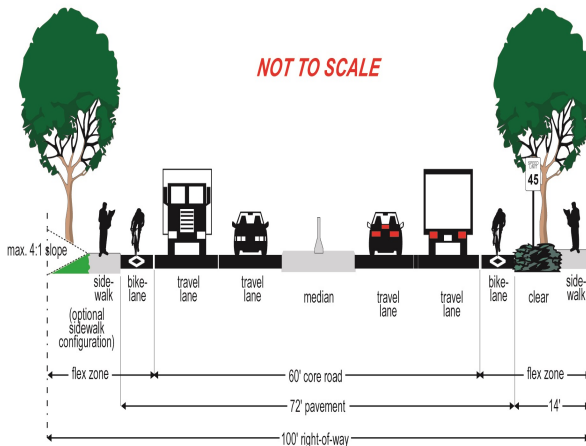 NOT TO SCALE
LIMIT
45
max. 4:1 slope
side-
walk
(optional
sidewalk
configuration)
bike-
lane
travel
lane
travel
lane
median
travel
lane
travel
lane
bike-
lane
clear
side-
walk
flex zone
60' core road
flex zone
72' pavement
14'
100' right-of-way